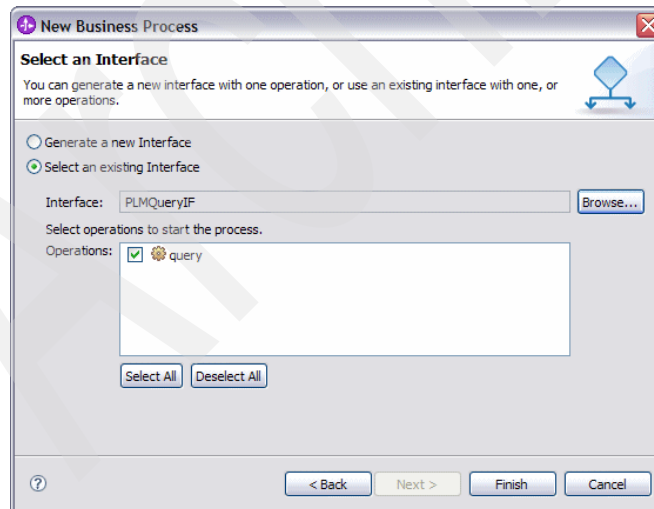 New Business Process
Select an Interface
You can generate a new interface with one operation, or use an existing interface with one, or
more operations.
Generate a new Interface
Select an existing Interface
Interface: PLMQueryIF Browse...
Select operations to start the process.
Operations: query
Select All Deselect All
? < Back Next > Finish Cancel